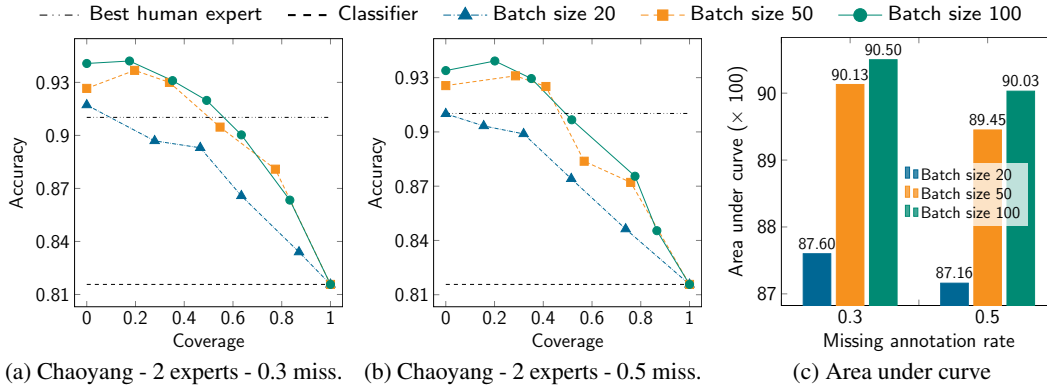 Best human expert Classifier Batch size 20 Batch size 50 Batch size 100
Accuracy
0.93
0.9
0.87
0.84
0.81
0 0.2 0.4 0.6 0.8 1
Coverage
(a) Chaoyang - 2 experts - 0.3 miss.
Accuracy
0.93
0.9
0.87
0.84
0.81
0 0.2 0.4 0.6 0.8 1
Coverage
(b) Chaoyang - 2 experts - 0.5 miss.
Area under curve (× 100)
90
89
88
87
87.60
90.13
90.50
87.16
89.45
90.03
Batch size 20
Batch size 50
Batch size 100
0.3 0.5
Missing annotation rate
(c) Area under curve